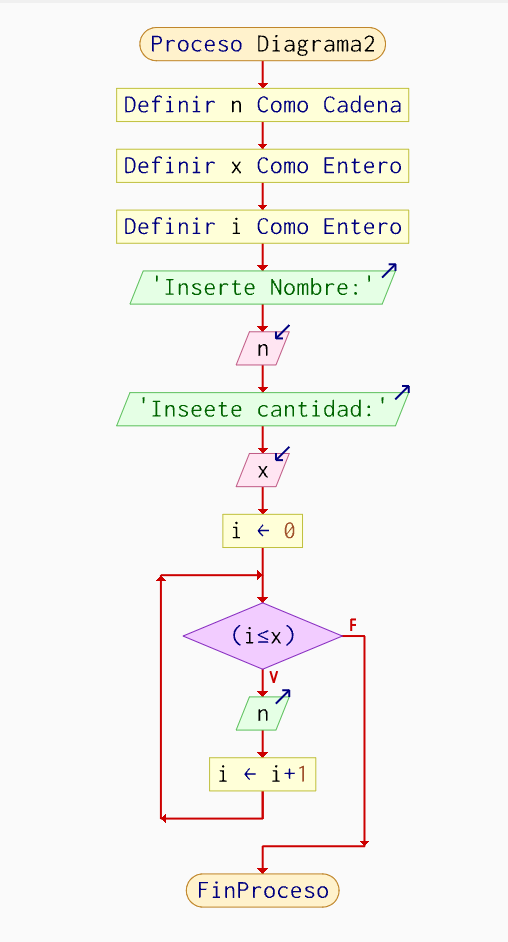 Proceso Diagrama2
Definir n Como Cadena
Definir x Como Entero
Definir i Como Entero
'Inserte Nombre:'
n
'Inseete cantidad:'
x
i ← 0
(i≤x)
F
V
n
i ← i+1
FinProceso